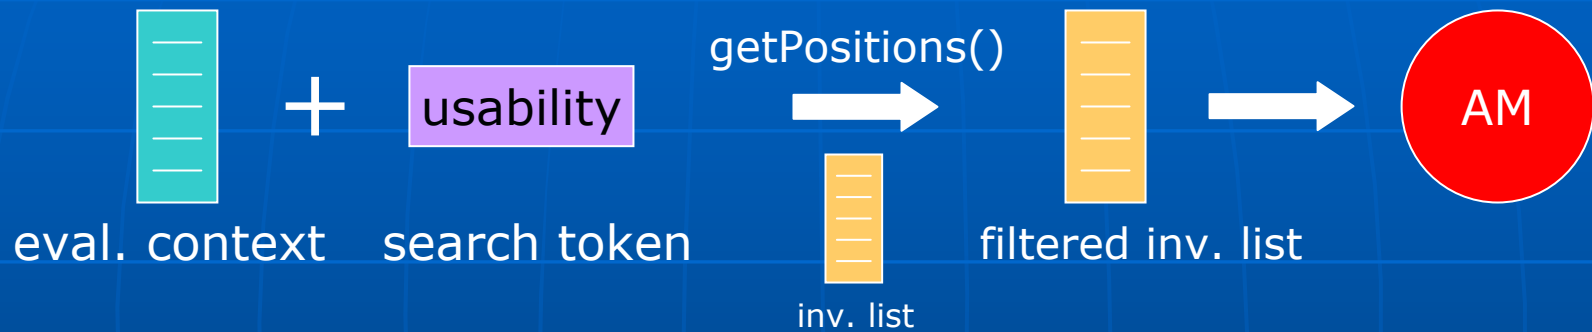 getPositions()
usability
AM
eval. context
search token
filtered inv. list
inv. list